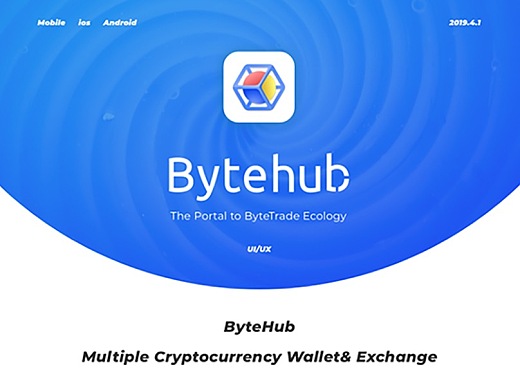 Mobile ios Android 2019.4.1
Bytehub
The Portal to ByteTrade Ecology
UI/UX
ByteHub
Multiple Cryptocurrency Wallet& Exchange